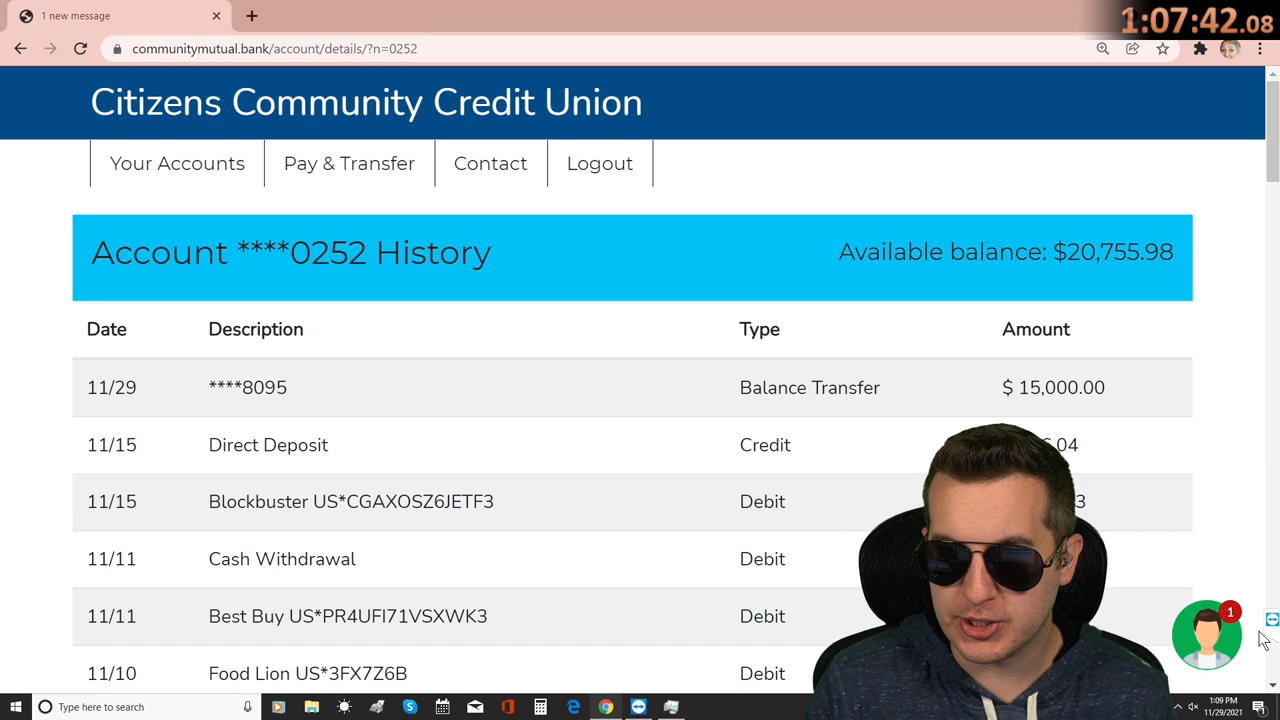 1 new message
1:07:42.08
communitymutual.bank/account/details/?n=0252
Citizens Community Credit Union
Your Accounts
Pay & Transfer
Contact
Logout
Account ****0252 History
Available balance: $20,755.98
Date Description Type Amount
11/29 ****8095 Balance Transfer $ 15,000.00
11/15 Direct Deposit Credit
11/15 Blockbuster US*CGAXOSZ6JETF3 Debit
11/11 Cash Withdrawal Debit
11/11 Best Buy US*PR4UFI71VSXWK3 Debit
11/10 Food Lion US*3FX7Z6B Debit
1
Type here to search
1:09 PM
11/29/2021